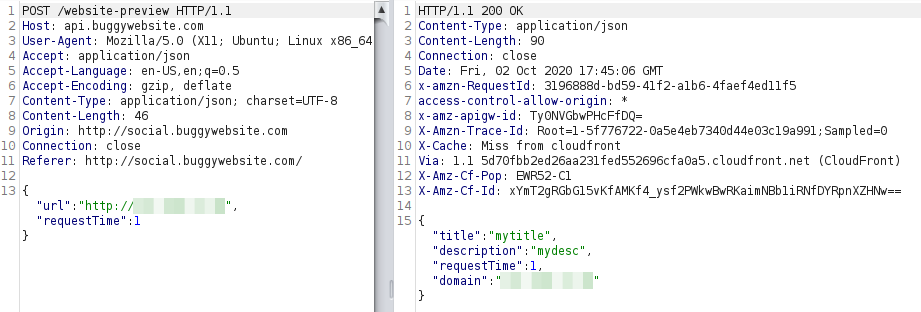 1 POST /website-preview HTTP/1.1
2 Host: api.buggywebsite.com
3 User-Agent: Mozilla/5.0 (X11; Ubuntu; Linux x86_64
4 Accept: application/json
5 Accept-Language: en-US,en;q=0.5
6 Accept-Encoding: gzip, deflate
7 Content-Type: application/json; charset=UTF-8
8 Content-Length: 46
9 Origin: http://social.buggywebsite.com
10 Connection: close
11 Referer: http://social.buggywebsite.com/
12
13 {
"url":"http://",
"requestTime":1
}
1 HTTP/1.1 200 OK
2 Content-Type: application/json
3 Content-Length: 90
4 Connection: close
5 Date: Fri, 02 Oct 2020 17:45:06 GMT
6 x-amzn-RequestId: 3196888d-bd59-41f2-a1b6-4faef4ed11f5
7 access-control-allow-origin: *
8 x-amz-apigw-id: Ty0NVGbwPHcFfDQ=
9 X-Amzn-Trace-Id: Root=1-5f776722-0a5e4eb7340d44e03c19a991;Sampled=0
10 X-Cache: Miss from cloudfront
11 Via: 1.1 5d70fbb2ed26aa231fed552696cfa0a5.cloudfront.net (CloudFront)
12 X-Amz-Cf-Pop: EWR52-C1
13 X-Amz-Cf-Id: xYmT2gRGbG15vKfAMKf4_ysf2PWkwBwRKaimNBb1iRNfDYRpnXZHNw==
14
15 {
"title":"mytitle",
"description":"mydesc",
"requestTime":1,
"domain":""
}